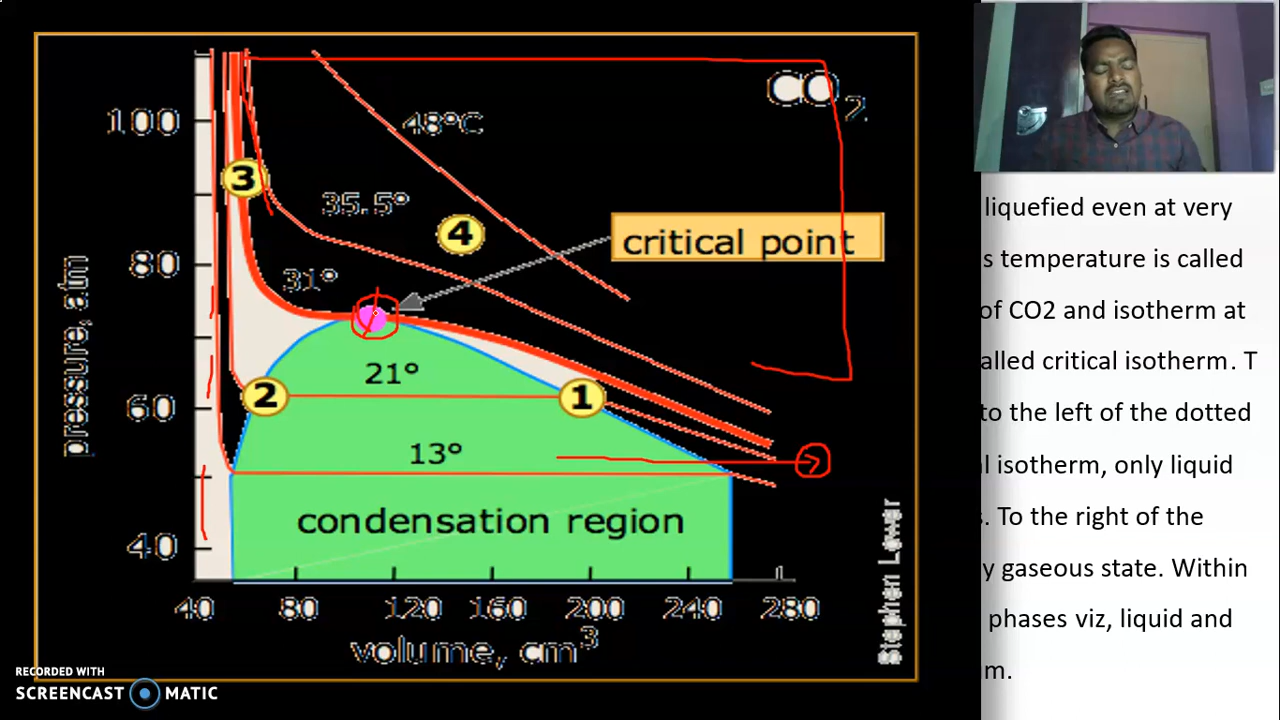 CO2
100
48°C
3
liquefied even at very
35.5°
4
critical point
80
s temperature is called
31°
of CO2 and isotherm at
pressure, atm
21°
alled critical isotherm. T
60
2
1
to the left of the dotted
13°
l isotherm, only liquid
condensation region
s. To the right of the
40
y gaseous state. Within
40 80 120 160 200 240 280
phases viz, liquid and
volume, cm3
Stephen Lower
m.
RECORDED WITH
SCREENCAST MATIC